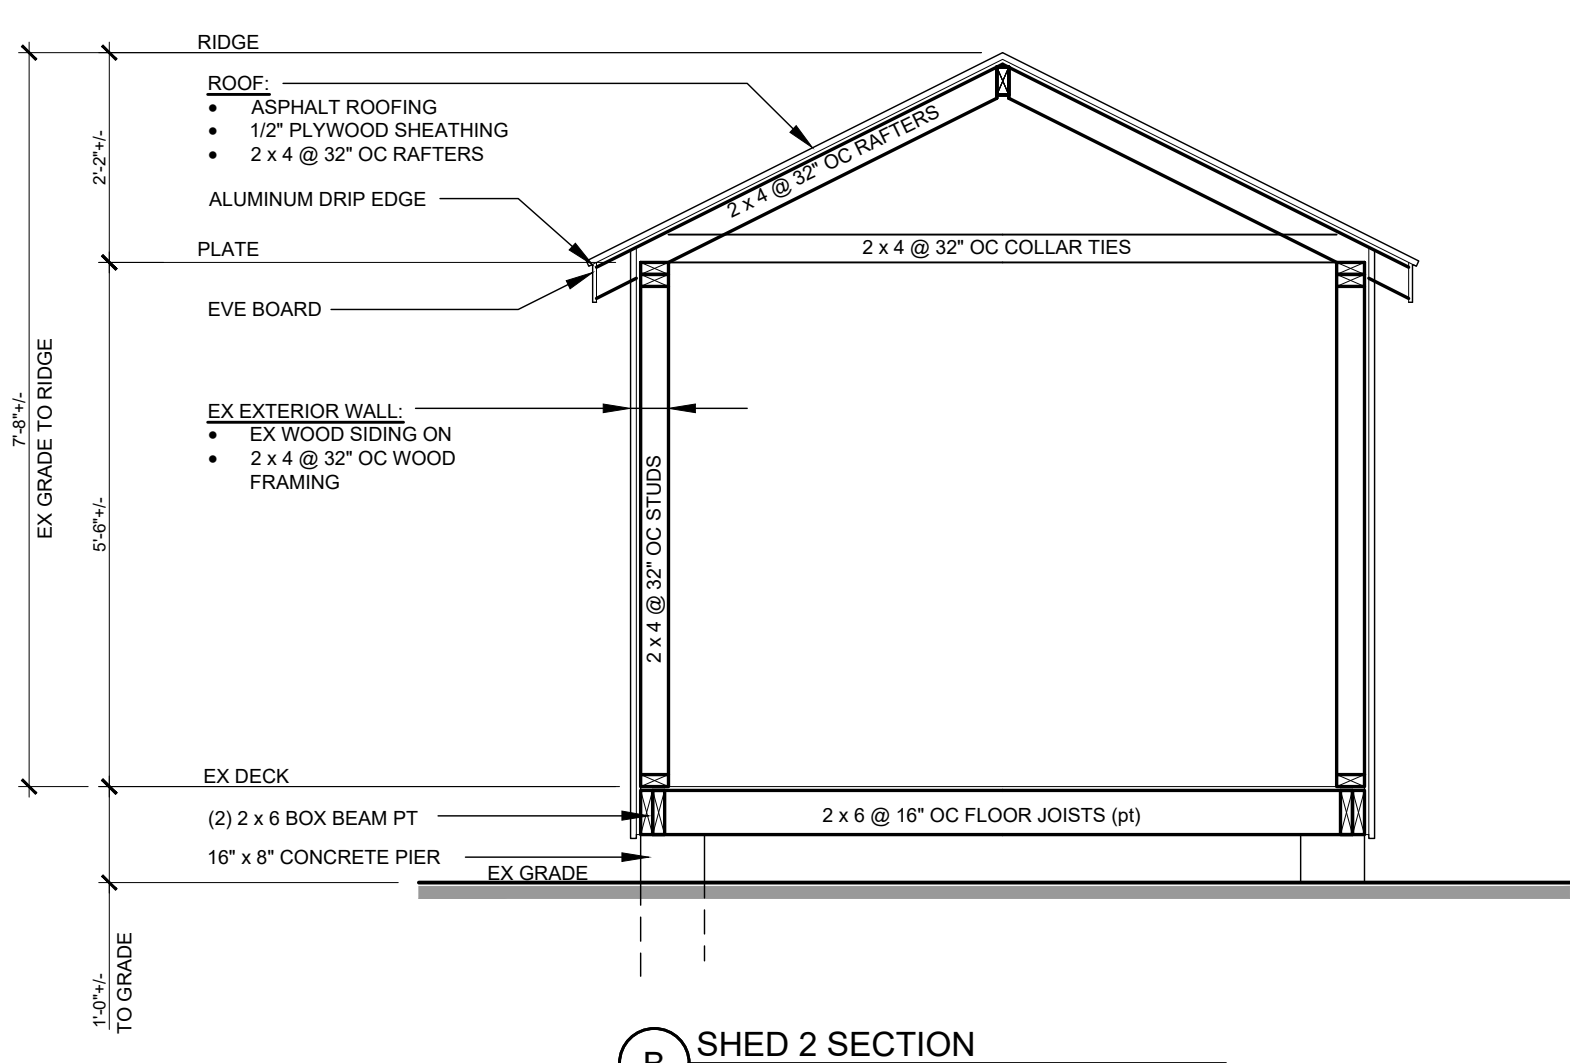 RIDGE
ROOF:
• ASPHALT ROOFING
• 1/2" PLYWOOD SHEATHING
• 2 x 4 @ 32" OC RAFTERS
2'-2"+/-
2 x 4 @ 32" OC RAFTERS
ALUMINUM DRIP EDGE
PLATE
2 x 4 @ 32" OC COLLAR TIES
EVE BOARD
7'-8"+/-
EX GRADE TO RIDGE
EX EXTERIOR WALL:
• EX WOOD SIDING ON
• 2 x 4 @ 32" OC WOOD
FRAMING
5'-6"+/-
2 x 4 @ 32" OC STUDS
EX DECK
(2) 2 x 6 BOX BEAM PT
2 x 6 @ 16" OC FLOOR JOISTS (pt)
16" x 8" CONCRETE PIER
EX GRADE
1'-0"+/-
TO GRADE
SHED 2 SECTION